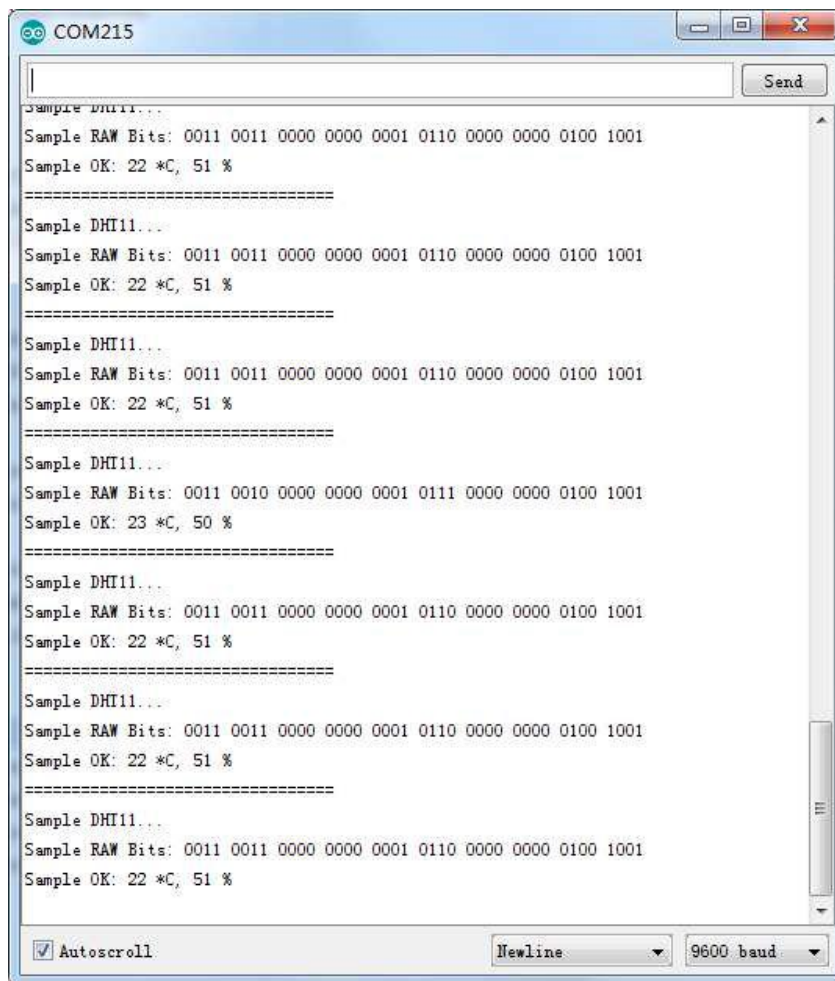 COM215
Send
Sample DHT11...
Sample RAW Bits: 0011 0011 0000 0000 0001 0110 0000 0000 0100 1001
Sample OK: 22 *C, 51 %
=================================
Sample DHT11...
Sample RAW Bits: 0011 0011 0000 0000 0001 0110 0000 0000 0100 1001
Sample OK: 22 *C, 51 %
=================================
Sample DHT11...
Sample RAW Bits: 0011 0011 0000 0000 0001 0110 0000 0000 0100 1001
Sample OK: 22 *C, 51 %
=================================
Sample DHT11...
Sample RAW Bits: 0011 0010 0000 0000 0001 0111 0000 0000 0100 1001
Sample OK: 23 *C, 50 %
=================================
Sample DHT11...
Sample RAW Bits: 0011 0011 0000 0000 0001 0110 0000 0000 0100 1001
Sample OK: 22 *C, 51 %
=================================
Sample DHT11...
Sample RAW Bits: 0011 0011 0000 0000 0001 0110 0000 0000 0100 1001
Sample OK: 22 *C, 51 %
=================================
Sample DHT11...
Sample RAW Bits: 0011 0011 0000 0000 0001 0110 0000 0000 0100 1001
Sample OK: 22 *C, 51 %
Autoscroll
Newline
9600 baud